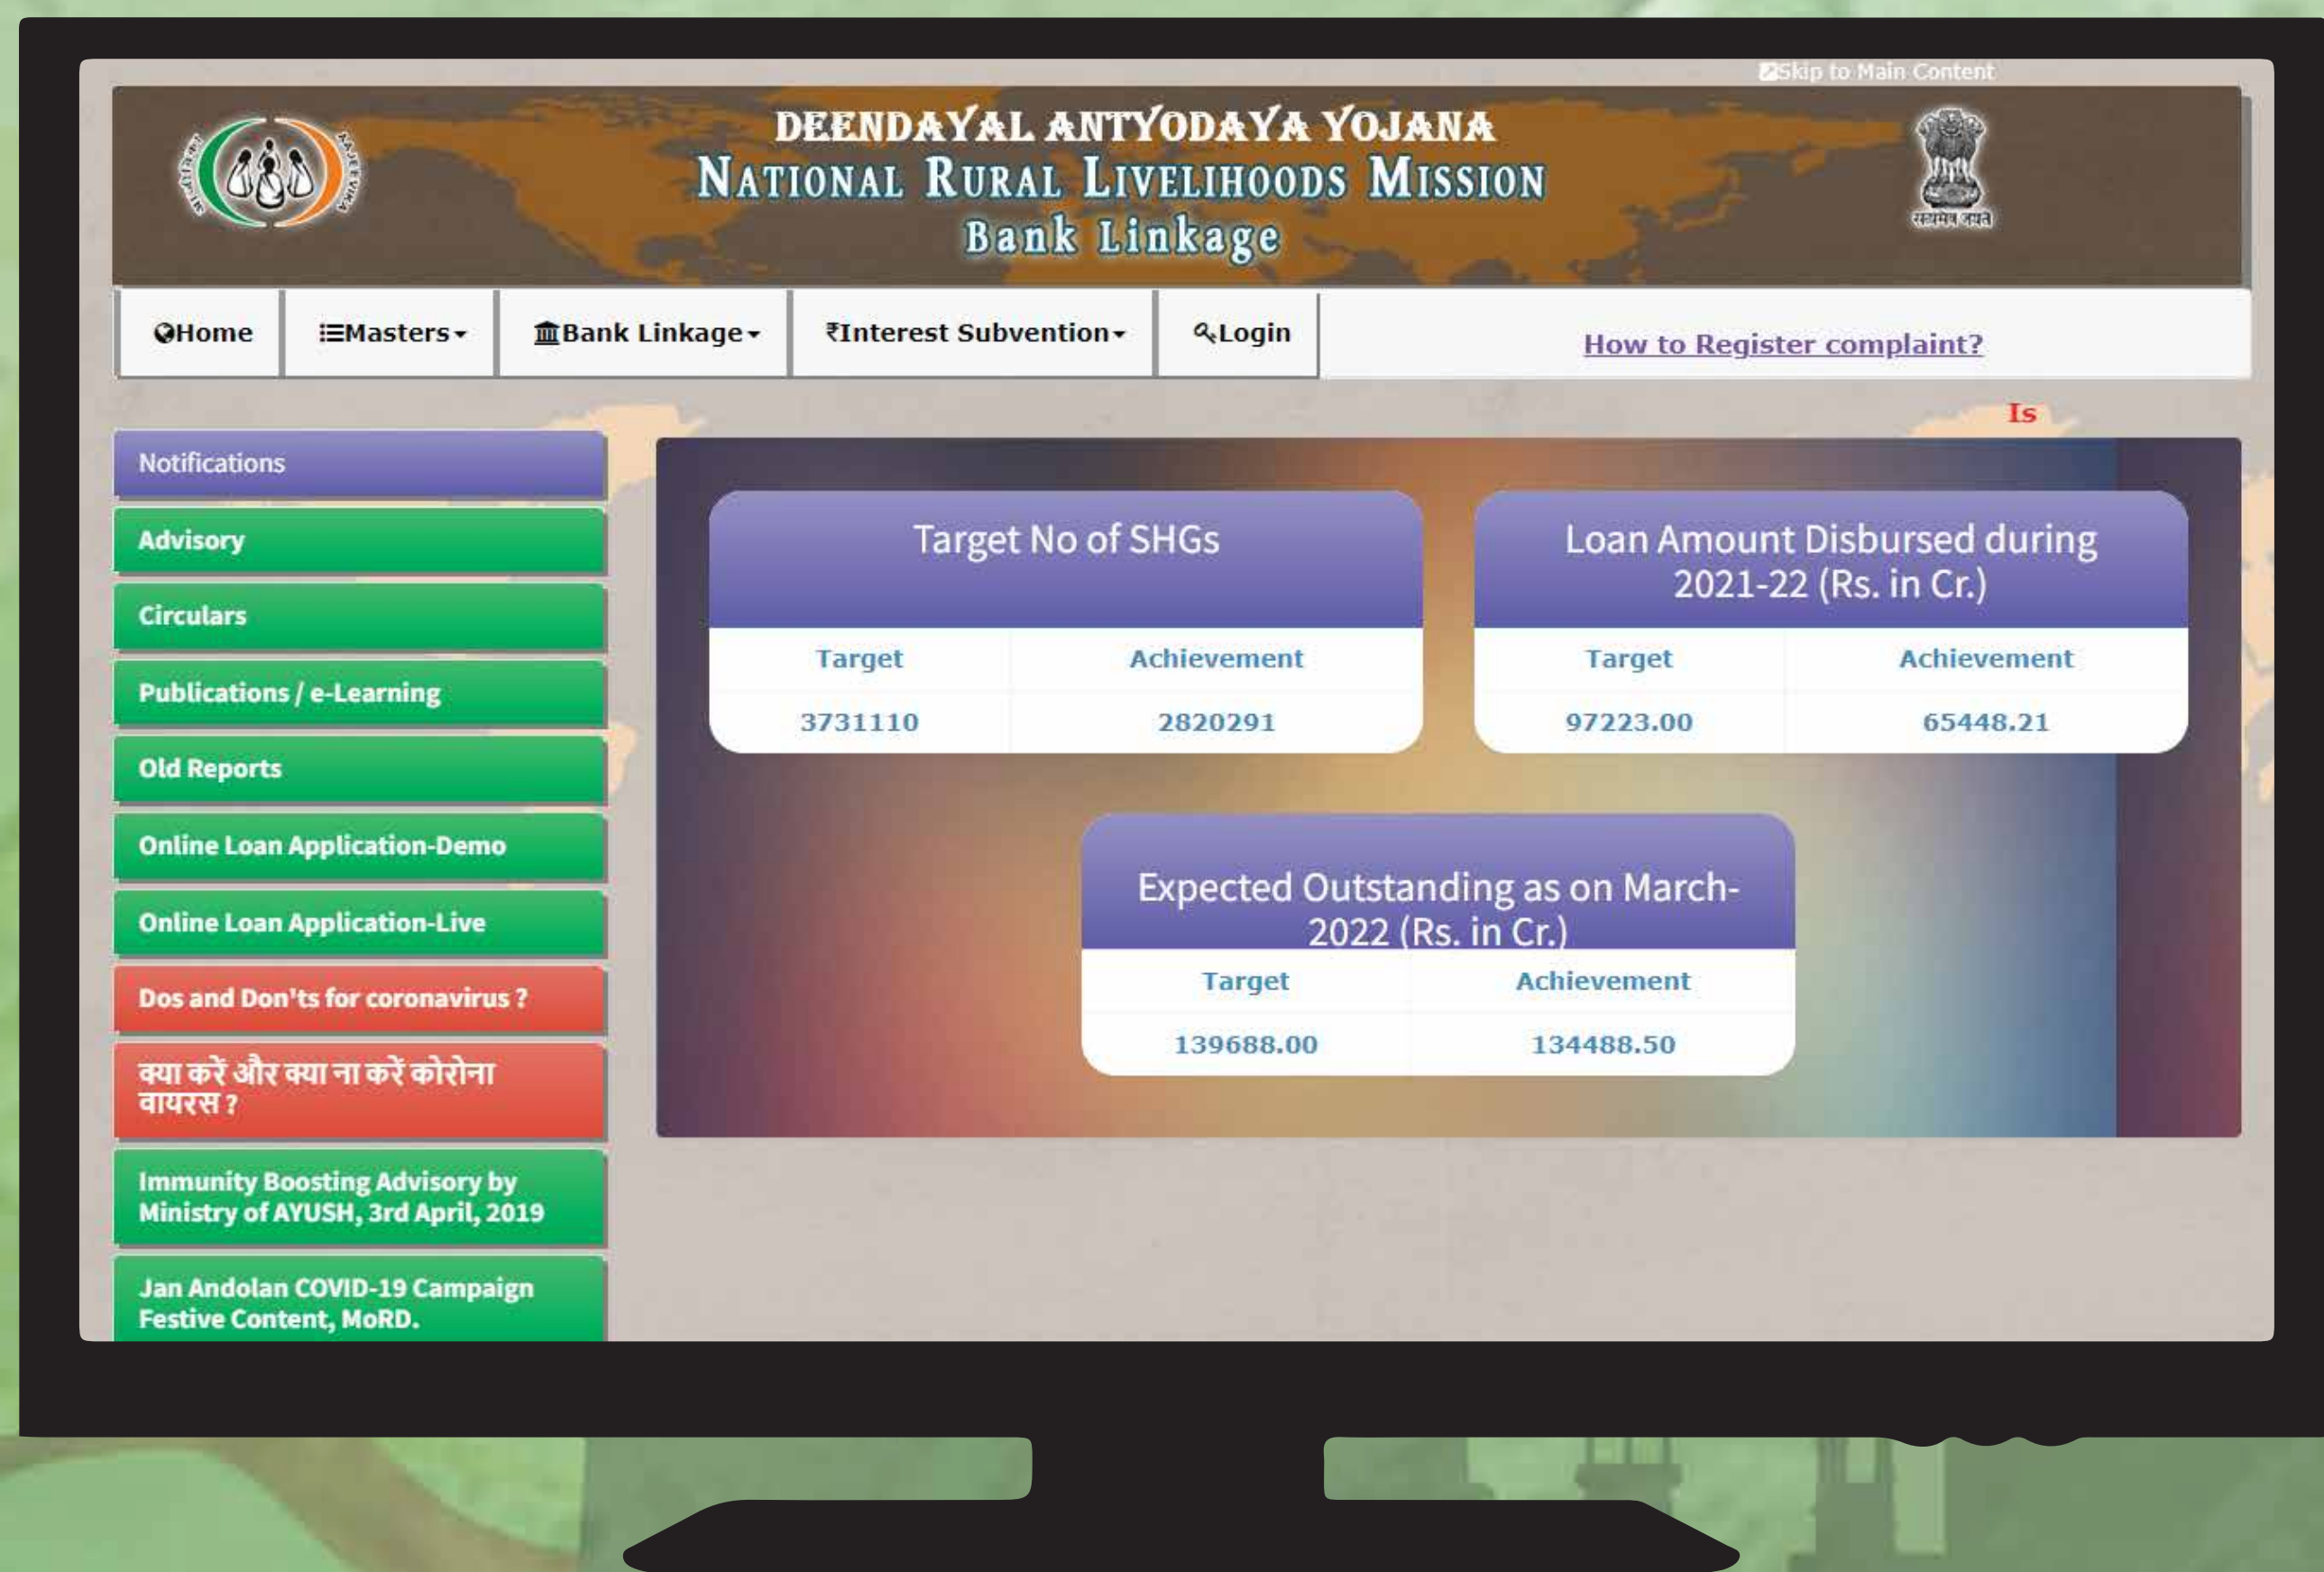 Skip to Main Content
DEENDAYAL ANTYODAYA YOJANA
NATIONAL RURAL LIVELIHOODS MISSION
Bank Linkage
आजीविका
AAJEEVIKA
सत्यमेव जयते
Home
Masters
Bank Linkage
₹Interest Subvention
Login
How to Register complaint?
Is
Notifications
Advisory
Circulars
Publications / e-Learning
Old Reports
Online Loan Application-Demo
Online Loan Application-Live
Dos and Don'ts for coronavirus ?
क्या करें और क्या ना करें कोरोना
वायरस ?
Immunity Boosting Advisory by
Ministry of AYUSH, 3rd April, 2019
Jan Andolan COVID-19 Campaign
Festive Content, MoRD.
Target No of SHGs
Target Achievement
3731110 2820291
Loan Amount Disbursed during
2021-22 (Rs. in Cr.)
Target Achievement
97223.00 65448.21
Expected Outstanding as on March-
2022 (Rs. in Cr.)
Target Achievement
139688.00 134488.50